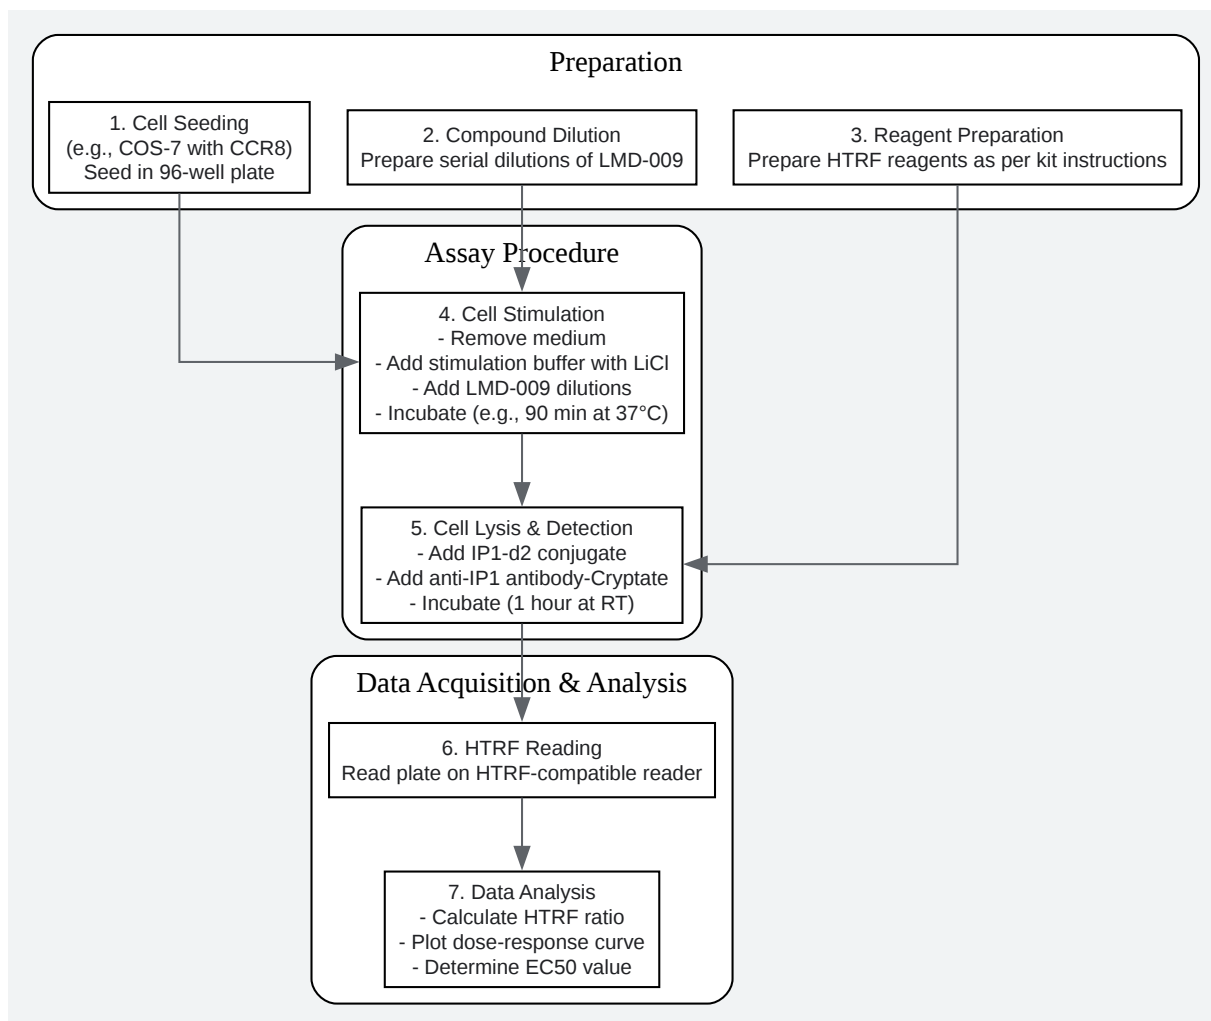 Preparation
1. Cell Seeding
(e.g., COS-7 with CCR8)
Seed in 96-well plate
2. Compound Dilution
Prepare serial dilutions of LMD-009
3. Reagent Preparation
Prepare HTRF reagents as per kit instructions
Assay Procedure
4. Cell Stimulation
- Remove medium
- Add stimulation buffer with LiCl
- Add LMD-009 dilutions
- Incubate (e.g., 90 min at 37°C)
5. Cell Lysis & Detection
- Add IP1-d2 conjugate
- Add anti-IP1 antibody-Cryptate
- Incubate (1 hour at RT)
Data Acquisition & Analysis
6. HTRF Reading
Read plate on HTRF-compatible reader
7. Data Analysis
- Calculate HTRF ratio
- Plot dose-response curve
- Determine EC50 value